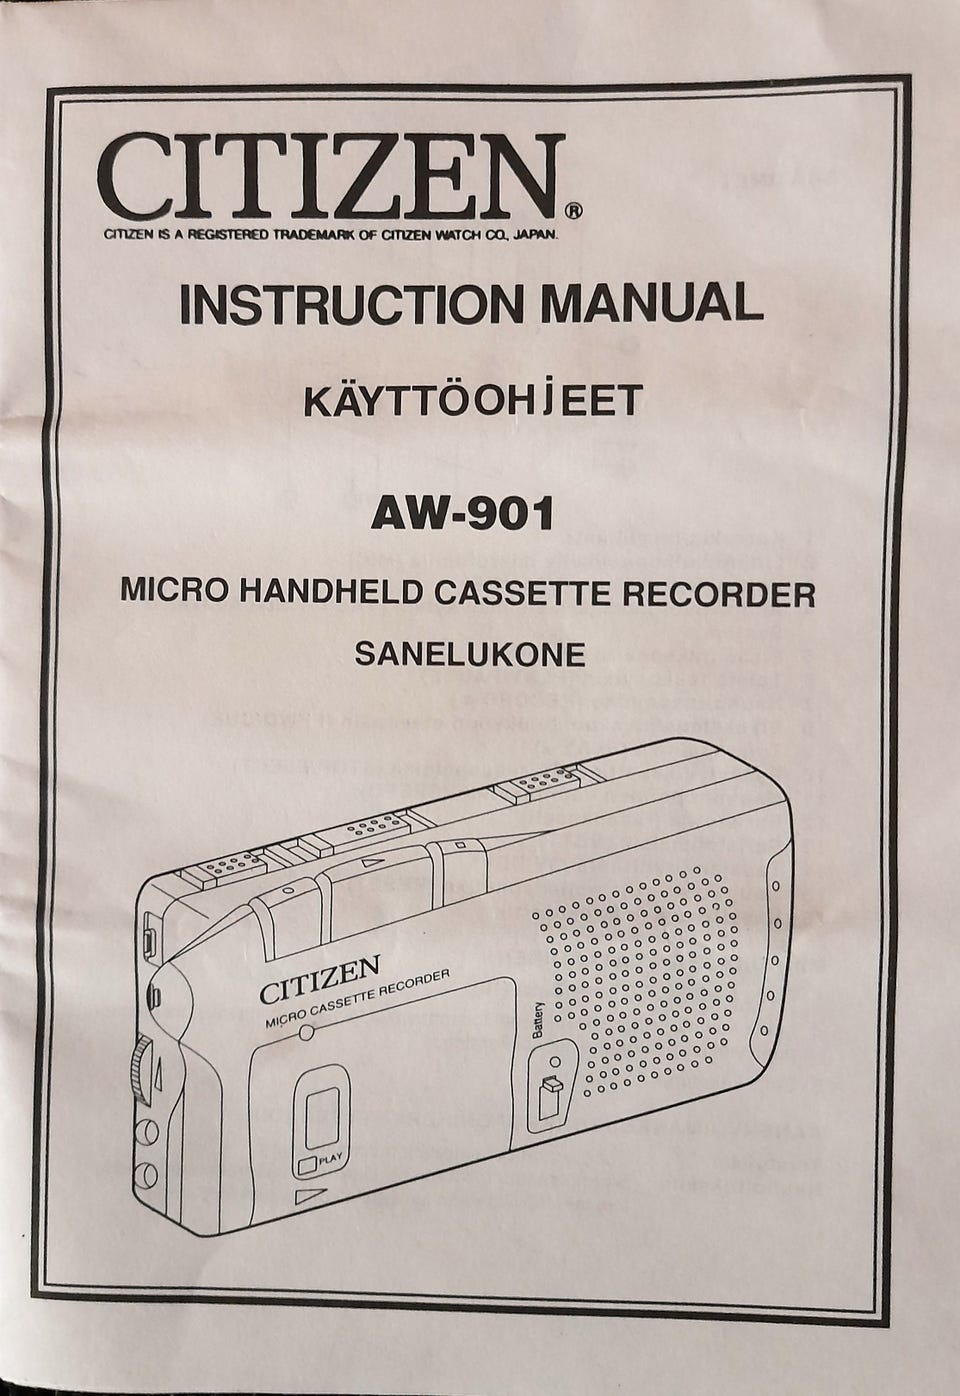 CITIZEN®
CITIZEN IS A REGISTERED TRADEMARK OF CITIZEN WATCH CO., JAPAN.
INSTRUCTION MANUAL
KÄYTTÖOHjEET
AW-901
MICRO HANDHELD CASSETTE RECORDER
SANELUKONE
CITIZEN
MICRO CASSETTE RECORDER
Battery
PLAY